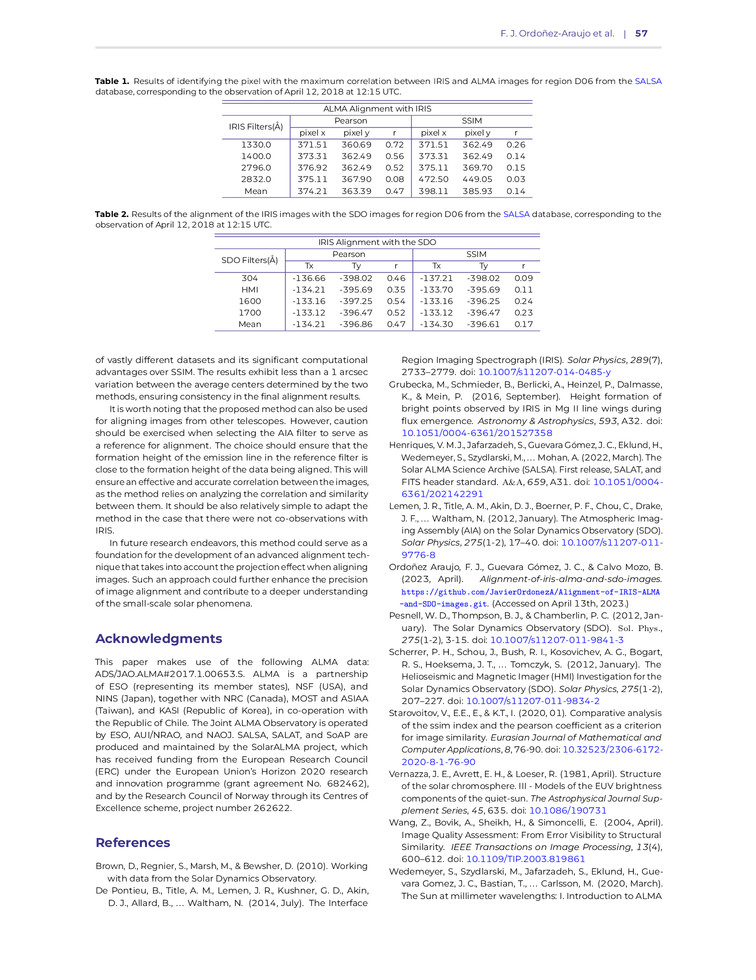 F. J. Ordoñez-Araujo et al. | 57
Table 1. Results of identifying the pixel with the maximum correlation between IRIS and ALMA images for region D06 from the SALSA
database, corresponding to the observation of April 12, 2018 at 12:15 UTC.
ALMA Alignment with IRIS
IRIS Filters(Å) Pearson SSIM
pixel x pixel y r pixel x pixel y r
1330.0 371.51 360.69 0.72 371.51 362.49 0.26
1400.0 373.31 362.49 0.56 373.31 362.49 0.14
2796.0 376.92 362.49 0.52 375.11 369.70 0.15
2832.0 375.11 367.90 0.08 472.50 449.05 0.03
Mean 374.21 363.39 0.47 398.11 385.93 0.14
Table 2. Results of the alignment of the IRIS images with the SDO images for region D06 from the SALSA database, corresponding to the
observation of April 12, 2018 at 12:15 UTC.
IRIS Alignment with the SDO
SDO Filters(Å) Pearson SSIM
Tx Ty r Tx Ty r
304 -136.66 -398.02 0.46 -137.21 -398.02 0.09
HMI -134.21 -395.69 0.35 -133.70 -395.69 0.11
1600 -133.16 -397.25 0.54 -133.16 -396.25 0.24
1700 -133.12 -396.47 0.52 -133.12 -396.47 0.23
Mean -134.21 -396.86 0.47 -134.30 -396.61 0.17
of vastly different datasets and its significant computational
advantages over SSIM. The results exhibit less than a 1 arcsec
variation between the average centers determined by the two
methods, ensuring consistency in the final alignment results.
It is worth noting that the proposed method can also be used
for aligning images from other telescopes. However, caution
should be exercised when selecting the AIA filter to serve as
a reference for alignment. The choice should ensure that the
formation height of the emission line in the reference filter is
close to the formation height of the data being aligned. This will
ensure an effective and accurate correlation between the images,
as the method relies on analyzing the correlation and similarity
between them. It should be also relatively simple to adapt the
method in the case that there were not co-observations with
IRIS.
In future research endeavors, this method could serve as a
foundation for the development of an advanced alignment tech-
nique that takes into account the projection effect when aligning
images. Such an approach could further enhance the precision
of image alignment and contribute to a deeper understanding
of the small-scale solar phenomena.
Acknowledgments
This paper makes use of the following ALMA data:
ADS/JAO.ALMA#2017.1.00653.S. ALMA is a partnership
of ESO (representing its member states), NSF (USA), and
NINS (Japan), together with NRC (Canada), MOST and ASIAA
(Taiwan), and KASI (Republic of Korea), in co-operation with
the Republic of Chile. The Joint ALMA Observatory is operated
by ESO, AUI/NRAO, and NAOJ. SALSA, SALAT, and SoAP are
produced and maintained by the SolarALMA project, which
has received funding from the European Research Council
(ERC) under the European Union's Horizon 2020 research
and innovation programme (grant agreement No. 682462),
and by the Research Council of Norway through its Centres of
Excellence scheme, project number 262622.
References
Brown, D., Regnier, S., Marsh, M., & Bewsher, D. (2010). Working
with data from the Solar Dynamics Observatory.
De Pontieu, B., Title, A. M., Lemen, J. R., Kushner, G. D., Akin,
D. J., Allard, B., … Waltham, N. (2014, July). The Interface
Region Imaging Spectrograph (IRIS). Solar Physics, 289(7),
2733–2779. doi: 10.1007/s11207-014-0485-y
Grubecka, M., Schmieder, B., Berlicki, A., Heinzel, P., Dalmasse,
K., & Mein, P. (2016, September). Height formation of
bright points observed by IRIS in Mg II line wings during
flux emergence. Astronomy & Astrophysics, 593, A32. doi:
10.1051/0004-6361/201527358
Henriques, V. M. J., Jafarzadeh, S., Guevara Gómez, J. C., Eklund, H.,
Wedemeyer, S., Szydlarski, M., … Mohan, A. (2022, March). The
Solar ALMA Science Archive (SALSA). First release, SALAT, and
FITS header standard. A&A, 659, A31. doi: 10.1051/0004-
6361/202142291
Lemen, J. R., Title, A. M., Akin, D. J., Boerner, P. F., Chou, C., Drake,
J. F., … Waltham, N. (2012, January). The Atmospheric Imag-
ing Assembly (AIA) on the Solar Dynamics Observatory (SDO).
Solar Physics, 275(1-2), 17–40. doi: 10.1007/s11207-011-
9776-8
Ordoñez Araujo, F. J., Guevara Gómez, J. C., & Calvo Mozo, B.
(2023, April). Alignment-of-iris-alma-and-sdo-images.
https://github.com/JavierOrdonezA/Alignment-of-IRIS-ALMA
-and-SDO-images.git. (Accessed on April 13th, 2023.)
Pesnell, W. D., Thompson, B. J., & Chamberlin, P. C. (2012, Jan-
uary). The Solar Dynamics Observatory (SDO). Sol. Phys.,
275(1-2), 3-15. doi: 10.1007/s11207-011-9841-3
Scherrer, P. H., Schou, J., Bush, R. I., Kosovichev, A. G., Bogart,
R. S., Hoeksema, J. T., … Tomczyk, S. (2012, January). The
Helioseismic and Magnetic Imager (HMI) Investigation for the
Solar Dynamics Observatory (SDO). Solar Physics, 275(1-2),
207–227. doi: 10.1007/s11207-011-9834-2
Starovoitov, V., E.E., E., & K.T., I. (2020, 01). Comparative analysis
of the ssim index and the pearson coefficient as a criterion
for image similarity. Eurasian Journal of Mathematical and
Computer Applications, 8, 76-90. doi: 10.32523/2306-6172-
2020-8-1-76-90
Vernazza, J. E., Avrett, E. H., & Loeser, R. (1981, April). Structure
of the solar chromosphere. III - Models of the EUV brightness
components of the quiet-sun. The Astrophysical Journal Sup-
plement Series, 45, 635. doi: 10.1086/190731
Wang, Z., Bovik, A., Sheikh, H., & Simoncelli, E. (2004, April).
Image Quality Assessment: From Error Visibility to Structural
Similarity. IEEE Transactions on Image Processing, 13(4),
600–612. doi: 10.1109/TIP.2003.819861
Wedemeyer, S., Szydlarski, M., Jafarzadeh, S., Eklund, H., Gue-
vara Gomez, J. C., Bastian, T., … Carlsson, M. (2020, March).
The Sun at millimeter wavelengths: I. Introduction to ALMA